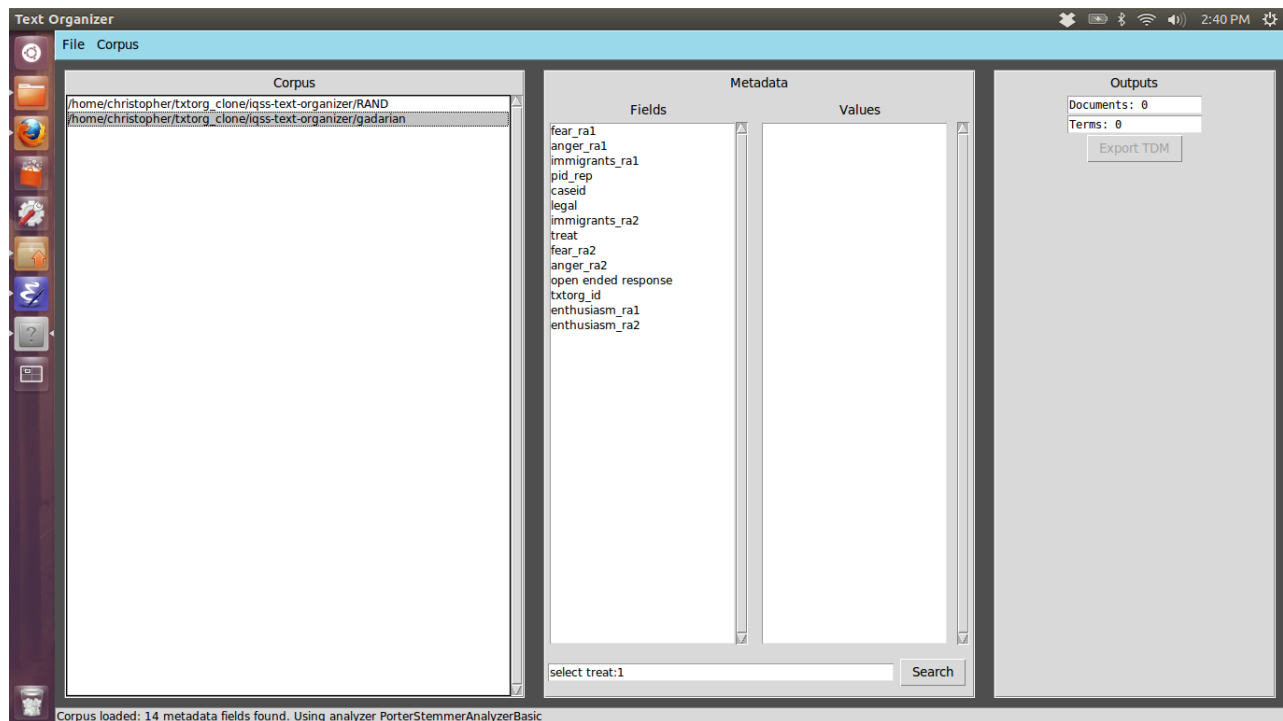 Text Organizer
2:40 PM
File Corpus
Corpus
/home/christopher/txtorg_clone/iqss-text-organizer/RAND
/home/christopher/txtorg_clone/iqss-text-organizer/gadarian
Metadata
Fields
fear_ra1
anger_ra1
immigrants_ra1
pid_rep
caseid
legal
immigrants_ra2
treat
fear_ra2
anger_ra2
open ended response
txtorg_id
enthusiasm_ra1
enthusiasm_ra2
Values
select treat:1
Search
Outputs
Documents: 0
Terms: 0
Export TDM
Corpus loaded: 14 metadata fields found. Using analyzer PorterStemmerAnalyzerBasic